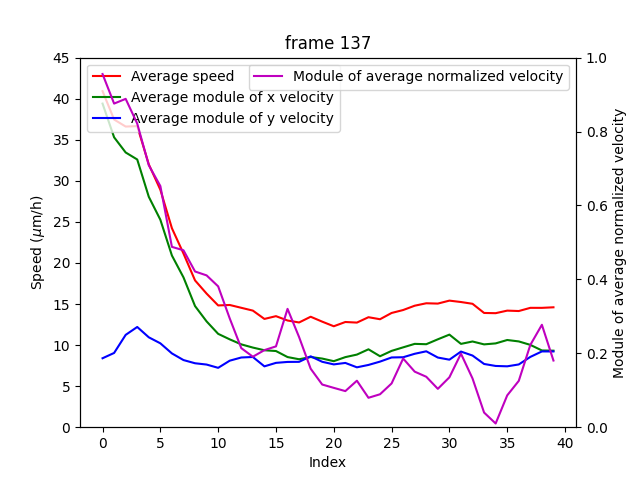 frame 137
Average speed
Average module of x velocity
Average module of y velocity
Module of average normalized velocity
Speed (μm/h)
45
40
35
30
25
20
15
10
5
0
1.0
0.8
0.6
0.4
0.2
0.0
Module of average normalized velocity
0 5 10 15 20 25 30 35 40
Index